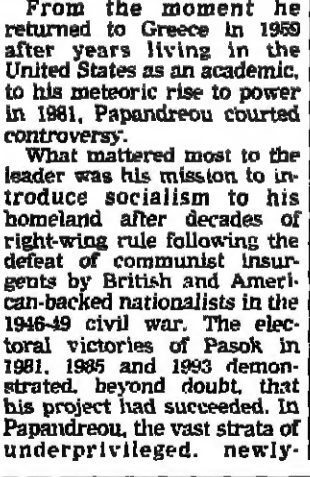 From the moment he
returned to Greece in 1959
after years living in the
United States as an academic,
to his meteoric rise to power
in 1981, Papandreou courted
controversy.
What mattered most to the
leader was his mission to in-
troduce socialism to his
homeland after decades of
right-wing rule following the
defeat of communist insur-
gents by British and Ameri-
can-backed nationalists in the
1946-49 civil war. The elec-
toral victories of Pasok in
1981, 1985 and 1993 demon-
strated, beyond doubt, that
his project had succeeded. In
Papandreou, the vast strata of
underprivileged, newly-